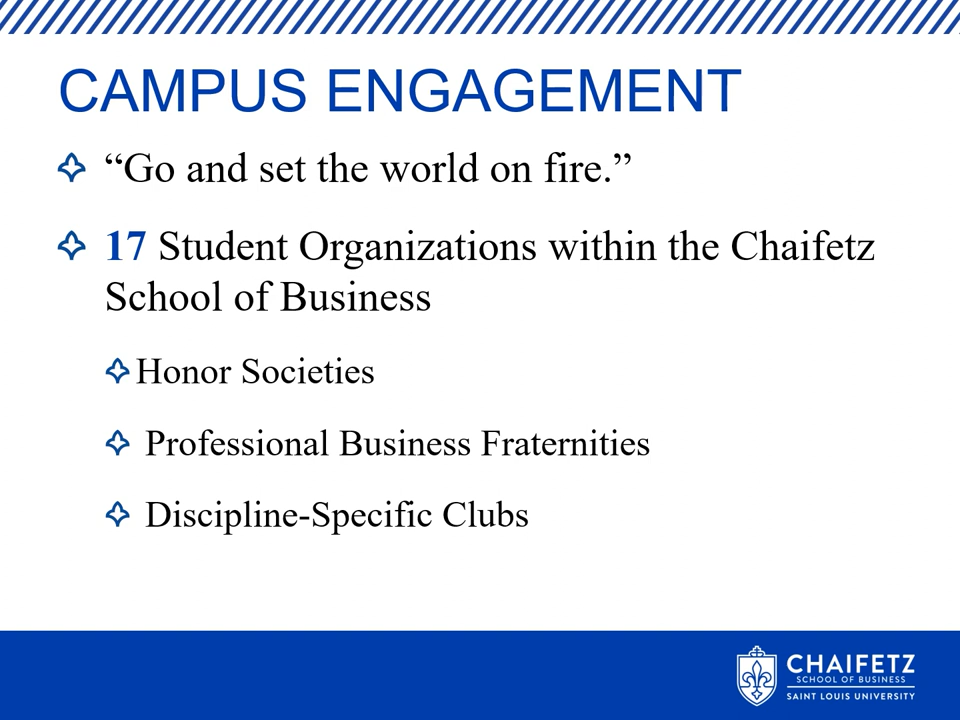 CAMPUS ENGAGEMENT
“Go and set the world on fire.”
17 Student Organizations within the Chaifetz
School of Business
Honor Societies
Professional Business Fraternities
Discipline-Specific Clubs
CHAIFETZ
SCHOOL OF BUSINESS
SAINT LOUIS UNIVERSITY